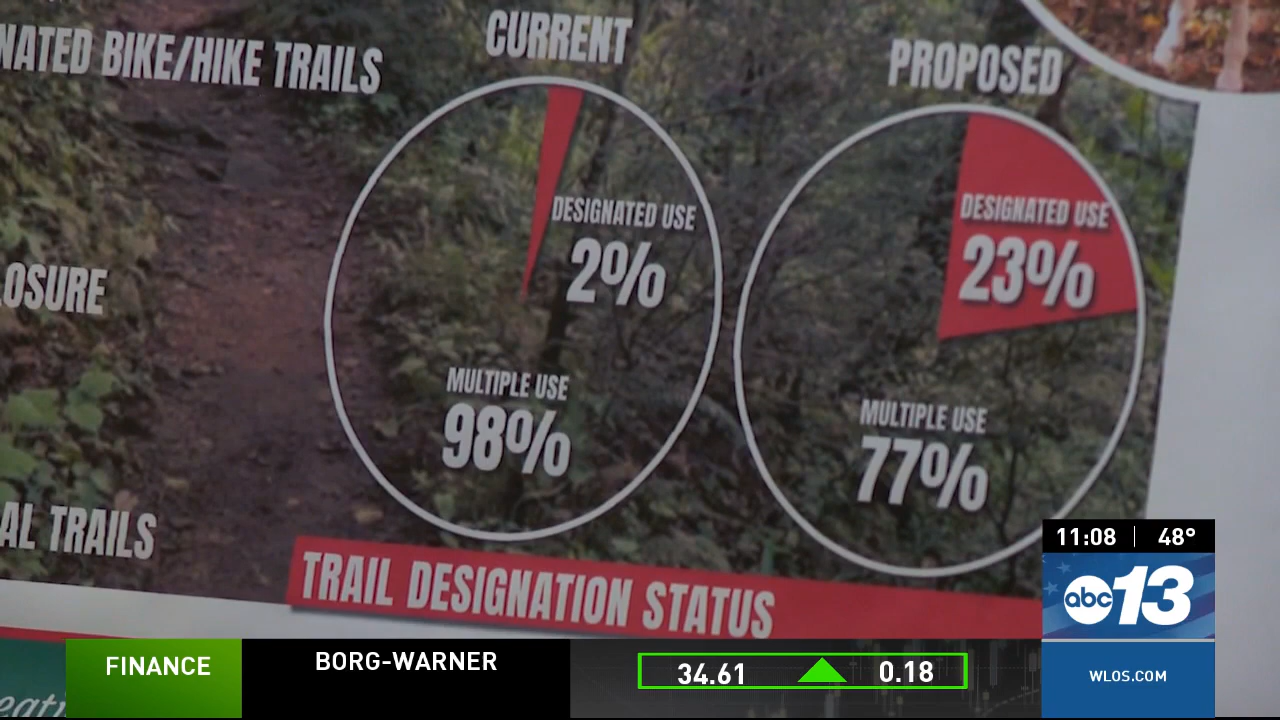 CURRENT
NATED BIKE/HIKE TRAILS
PROPOSED
DESIGNATED USE
2%
DESIGNATED USE
23%
LOSURE
MULTIPLE USE
98%
MULTIPLE USE
77%
AL TRAILS
TRAIL DESIGNATION STATUS
11:08 48°
abc 13
WLOS.COM
FINANCE
BORG-WARNER
34.61 0.18